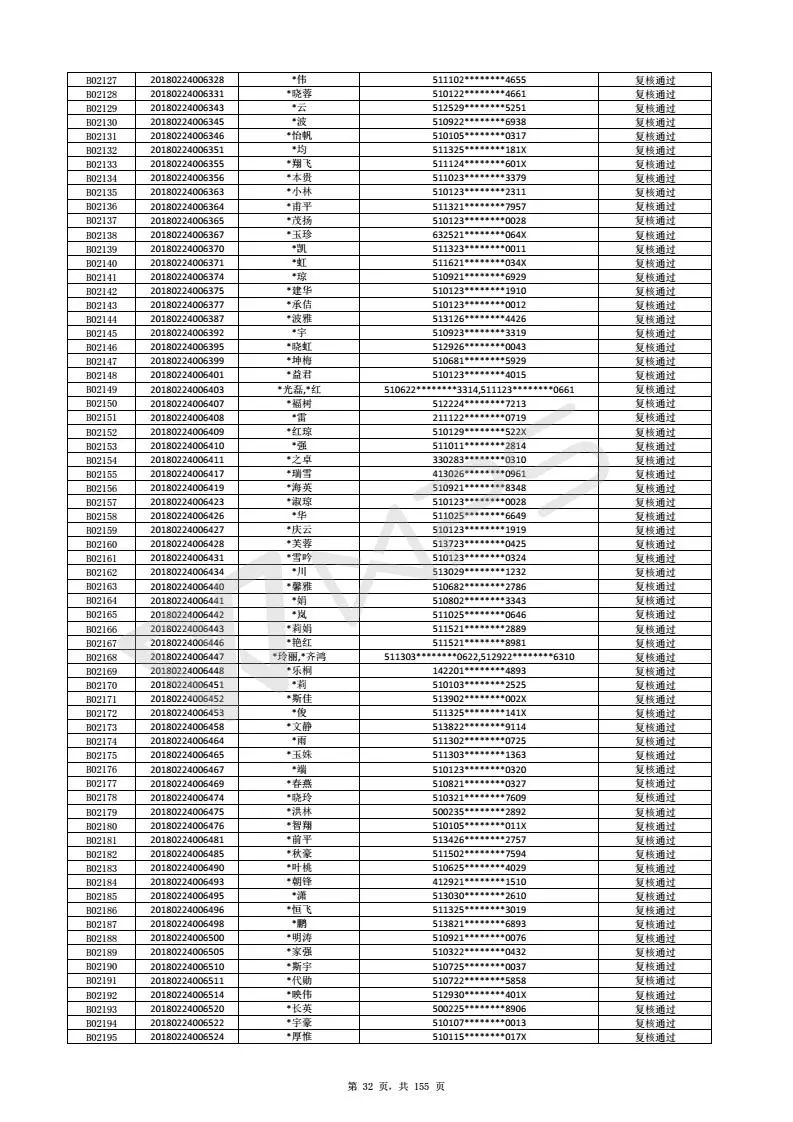 B02127 20180224006328 *伟 511102********4655 复核通过
B02128 20180224006331 *晓蓉 510122********4661 复核通过
B02129 20180224006343 *云 512529********5251 复核通过
B02130 20180224006345 *波 510922********6938 复核通过
B02131 20180224006346 *怡帆 510105********0317 复核通过
B02132 20180224006351 *均 511325********181X 复核通过
B02133 20180224006355 *翔飞 511124********601X 复核通过
B02134 20180224006356 *本贵 511023********3379 复核通过
B02135 20180224006363 *小林 510123********2311 复核通过
B02136 20180224006364 *甫平 511321********7957 复核通过
B02137 20180224006365 *茂扬 510123********0028 复核通过
B02138 20180224006367 *玉珍 632521********064X 复核通过
B02139 20180224006370 *凯 511323********0011 复核通过
B02140 20180224006371 *虹 511621********034X 复核通过
B02141 20180224006374 *琼 510921********6929 复核通过
B02142 20180224006375 *建华 510123********1910 复核通过
B02143 20180224006377 *承佶 510123********0012 复核通过
B02144 20180224006387 *波雅 513126********4426 复核通过
B02145 20180224006392 *宇 510923********3319 复核通过
B02146 20180224006395 *晓虹 512926********0043 复核通过
B02147 20180224006399 *坤梅 510681********5929 复核通过
B02148 20180224006401 *益君 510123********4015 复核通过
B02149 20180224006403 *光磊,*红 510622********3314,511123********0661 复核通过
B02150 20180224006407 *福树 512224********7213 复核通过
B02151 20180224006408 *雷 211122********0719 复核通过
B02152 20180224006409 *红琼 510129********522X 复核通过
B02153 20180224006410 *强 511011********2814 复核通过
B02154 20180224006411 *之卓 330283********0310 复核通过
B02155 20180224006417 *瑞雪 413026********0961 复核通过
B02156 20180224006419 *海英 510921********8348 复核通过
B02157 20180224006423 *淑琼 510123********0028 复核通过
B02158 20180224006426 *华 511025********6649 复核通过
B02159 20180224006427 *庆云 510123********1919 复核通过
B02160 20180224006428 *芙蓉 513723********0425 复核通过
B02161 20180224006431 *雪吟 510123********0324 复核通过
B02162 20180224006434 *川 513029********1232 复核通过
B02163 20180224006440 *馨雅 510682********2786 复核通过
B02164 20180224006441 *娟 510802********3343 复核通过
B02165 20180224006442 *岚 511025********0646 复核通过
B02166 20180224006443 *莉娟 511521********2889 复核通过
B02167 20180224006446 *艳红 511521********8981 复核通过
B02168 20180224006447 *玲丽,*齐鸿 511303********0622,512922********6310 复核通过
B02169 20180224006448 *乐桐 142201********4893 复核通过
B02170 20180224006451 *莉 510103********2525 复核通过
B02171 20180224006452 *斯佳 513902********002X 复核通过
B02172 20180224006453 *俊 511325********141X 复核通过
B02173 20180224006458 *文静 513822********9114 复核通过
B02174 20180224006464 *雨 511302********0725 复核通过
B02175 20180224006465 *玉姝 511303********1363 复核通过
B02176 20180224006467 *端 510123********0320 复核通过
B02177 20180224006469 *春燕 510821********0327 复核通过
B02178 20180224006474 *晓玲 510321********7609 复核通过
B02179 20180224006475 *洪林 500235********2892 复核通过
B02180 20180224006476 *智翔 510105********011X 复核通过
B02181 20180224006481 *前平 513426********2757 复核通过
B02182 20180224006485 *秋豪 511502********7594 复核通过
B02183 20180224006490 *叶桃 510625********4029 复核通过
B02184 20180224006493 *朝锋 412921********1510 复核通过
B02185 20180224006495 *潇 513030********2610 复核通过
B02186 20180224006496 *恒飞 511325********3019 复核通过
B02187 20180224006498 *鹏 513821********6893 复核通过
B02188 20180224006500 *明涛 510921********0076 复核通过
B02189 20180224006505 *家强 510322********0432 复核通过
B02190 20180224006510 *斯宇 510725********0037 复核通过
B02191 20180224006511 *代勋 510722********5858 复核通过
B02192 20180224006514 *映伟 512930********401X 复核通过
B02193 20180224006520 *长英 500225********8906 复核通过
B02194 20180224006522 *宇豪 510107********0013 复核通过
B02195 20180224006524 *厚惟 510115********017X 复核通过
WPS
第 32 页, 共 155 页